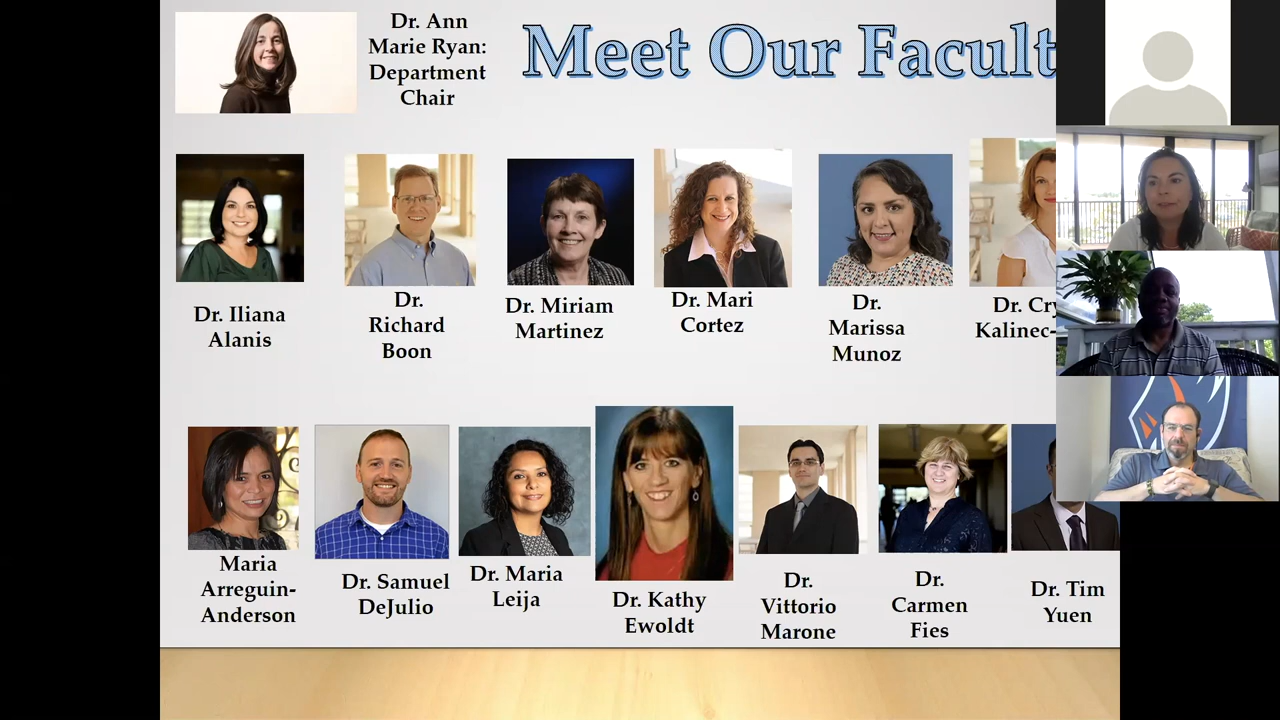 Dr. Ann
Marie Ryan:
Department
Chair
Meet Our Facult
Dr. Iliana
Alanis
Dr.
Richard
Boon
Dr. Miriam
Martinez
Dr. Mari
Cortez
Dr.
Marissa
Munoz
Dr. Cry
Kalinec-
Maria
Arreguin-
Anderson
Dr. Samuel
DeJulio
Dr. Maria
Leija
Dr. Kathy
Ewoldt
Dr.
Vittorio
Marone
Dr.
Carmen
Fies
Dr. Tim
Yuen